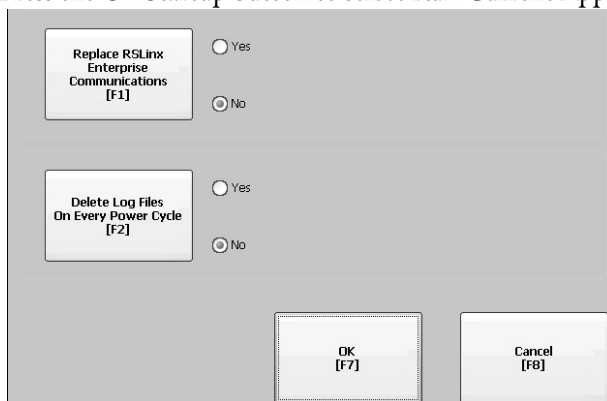 Replace RSLinx
Enterprise
Communications
[F1]
Yes
No
Delete Log Files
On Every Power Cycle
[F2]
Yes
No
OK
[F7]
Cancel
[F8]